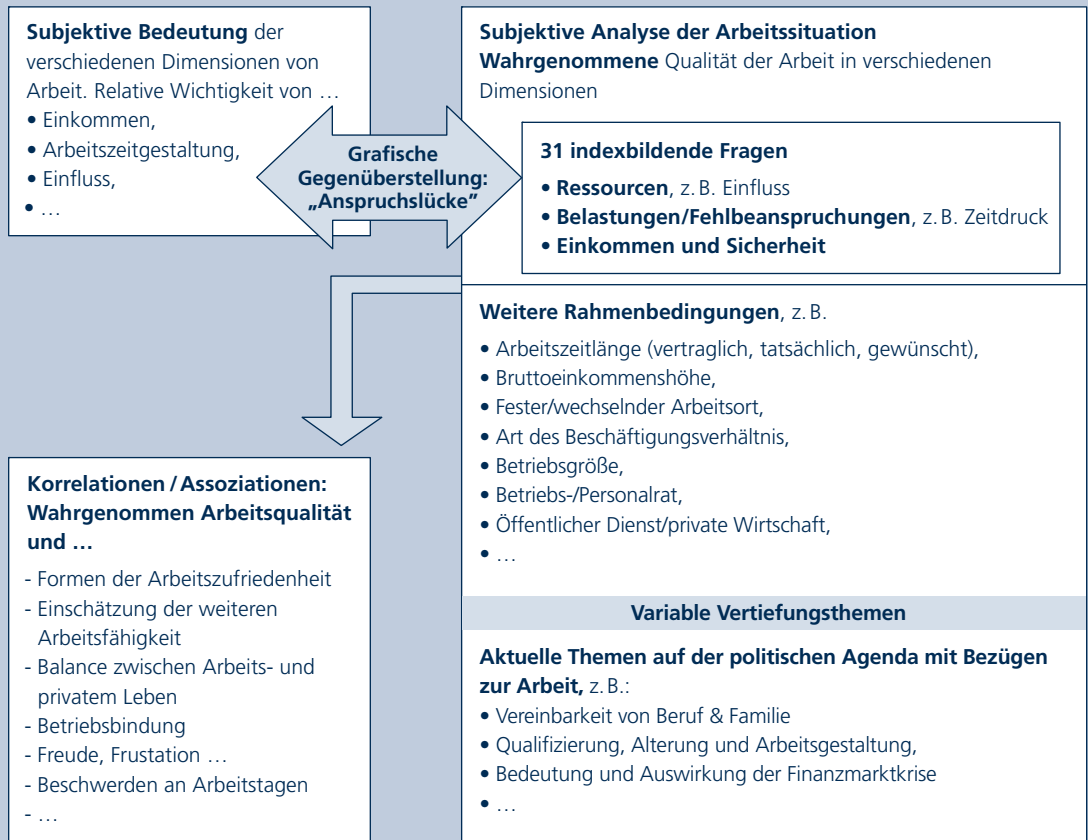 Subjektive Bedeutung der
verschiedenen Dimensionen von
Arbeit. Relative Wichtigkeit von …
• Einkommen,
• Arbeitszeitgestaltung,
• Einfluss,
• …
Grafische
Gegenüberstellung:
„Anspruchslücke”
Subjektive Analyse der Arbeitssituation
Wahrgenommene Qualität der Arbeit in verschiedenen
Dimensionen
31 indexbildende Fragen
• Ressourcen, z. B. Einfluss
• Belastungen/Fehlbeanspruchungen, z. B. Zeitdruck
• Einkommen und Sicherheit
Weitere Rahmenbedingungen, z. B.
• Arbeitszeitlänge (vertraglich, tatsächlich, gewünscht),
• Bruttoeinkommenshöhe,
• Fester/wechselnder Arbeitsort,
• Art des Beschäftigungsverhältnis,
• Betriebsgröße,
• Betriebs-/Personalrat,
• Öffentlicher Dienst/private Wirtschaft,
• …
Variable Vertiefungsthemen
Aktuelle Themen auf der politischen Agenda mit Bezügen
zur Arbeit, z. B.:
• Vereinbarkeit von Beruf & Familie
• Qualifizierung, Alterung und Arbeitsgestaltung,
• Bedeutung und Auswirkung der Finanzmarktkrise
• …
Korrelationen / Assoziationen:
Wahrgenommen Arbeitsqualität
und …
- Formen der Arbeitszufriedenheit
- Einschätzung der weiteren
Arbeitsfähigkeit
- Balance zwischen Arbeits- und
privatem Leben
- Betriebsbindung
- Freude, Frustation …
- Beschwerden an Arbeitstagen
- …